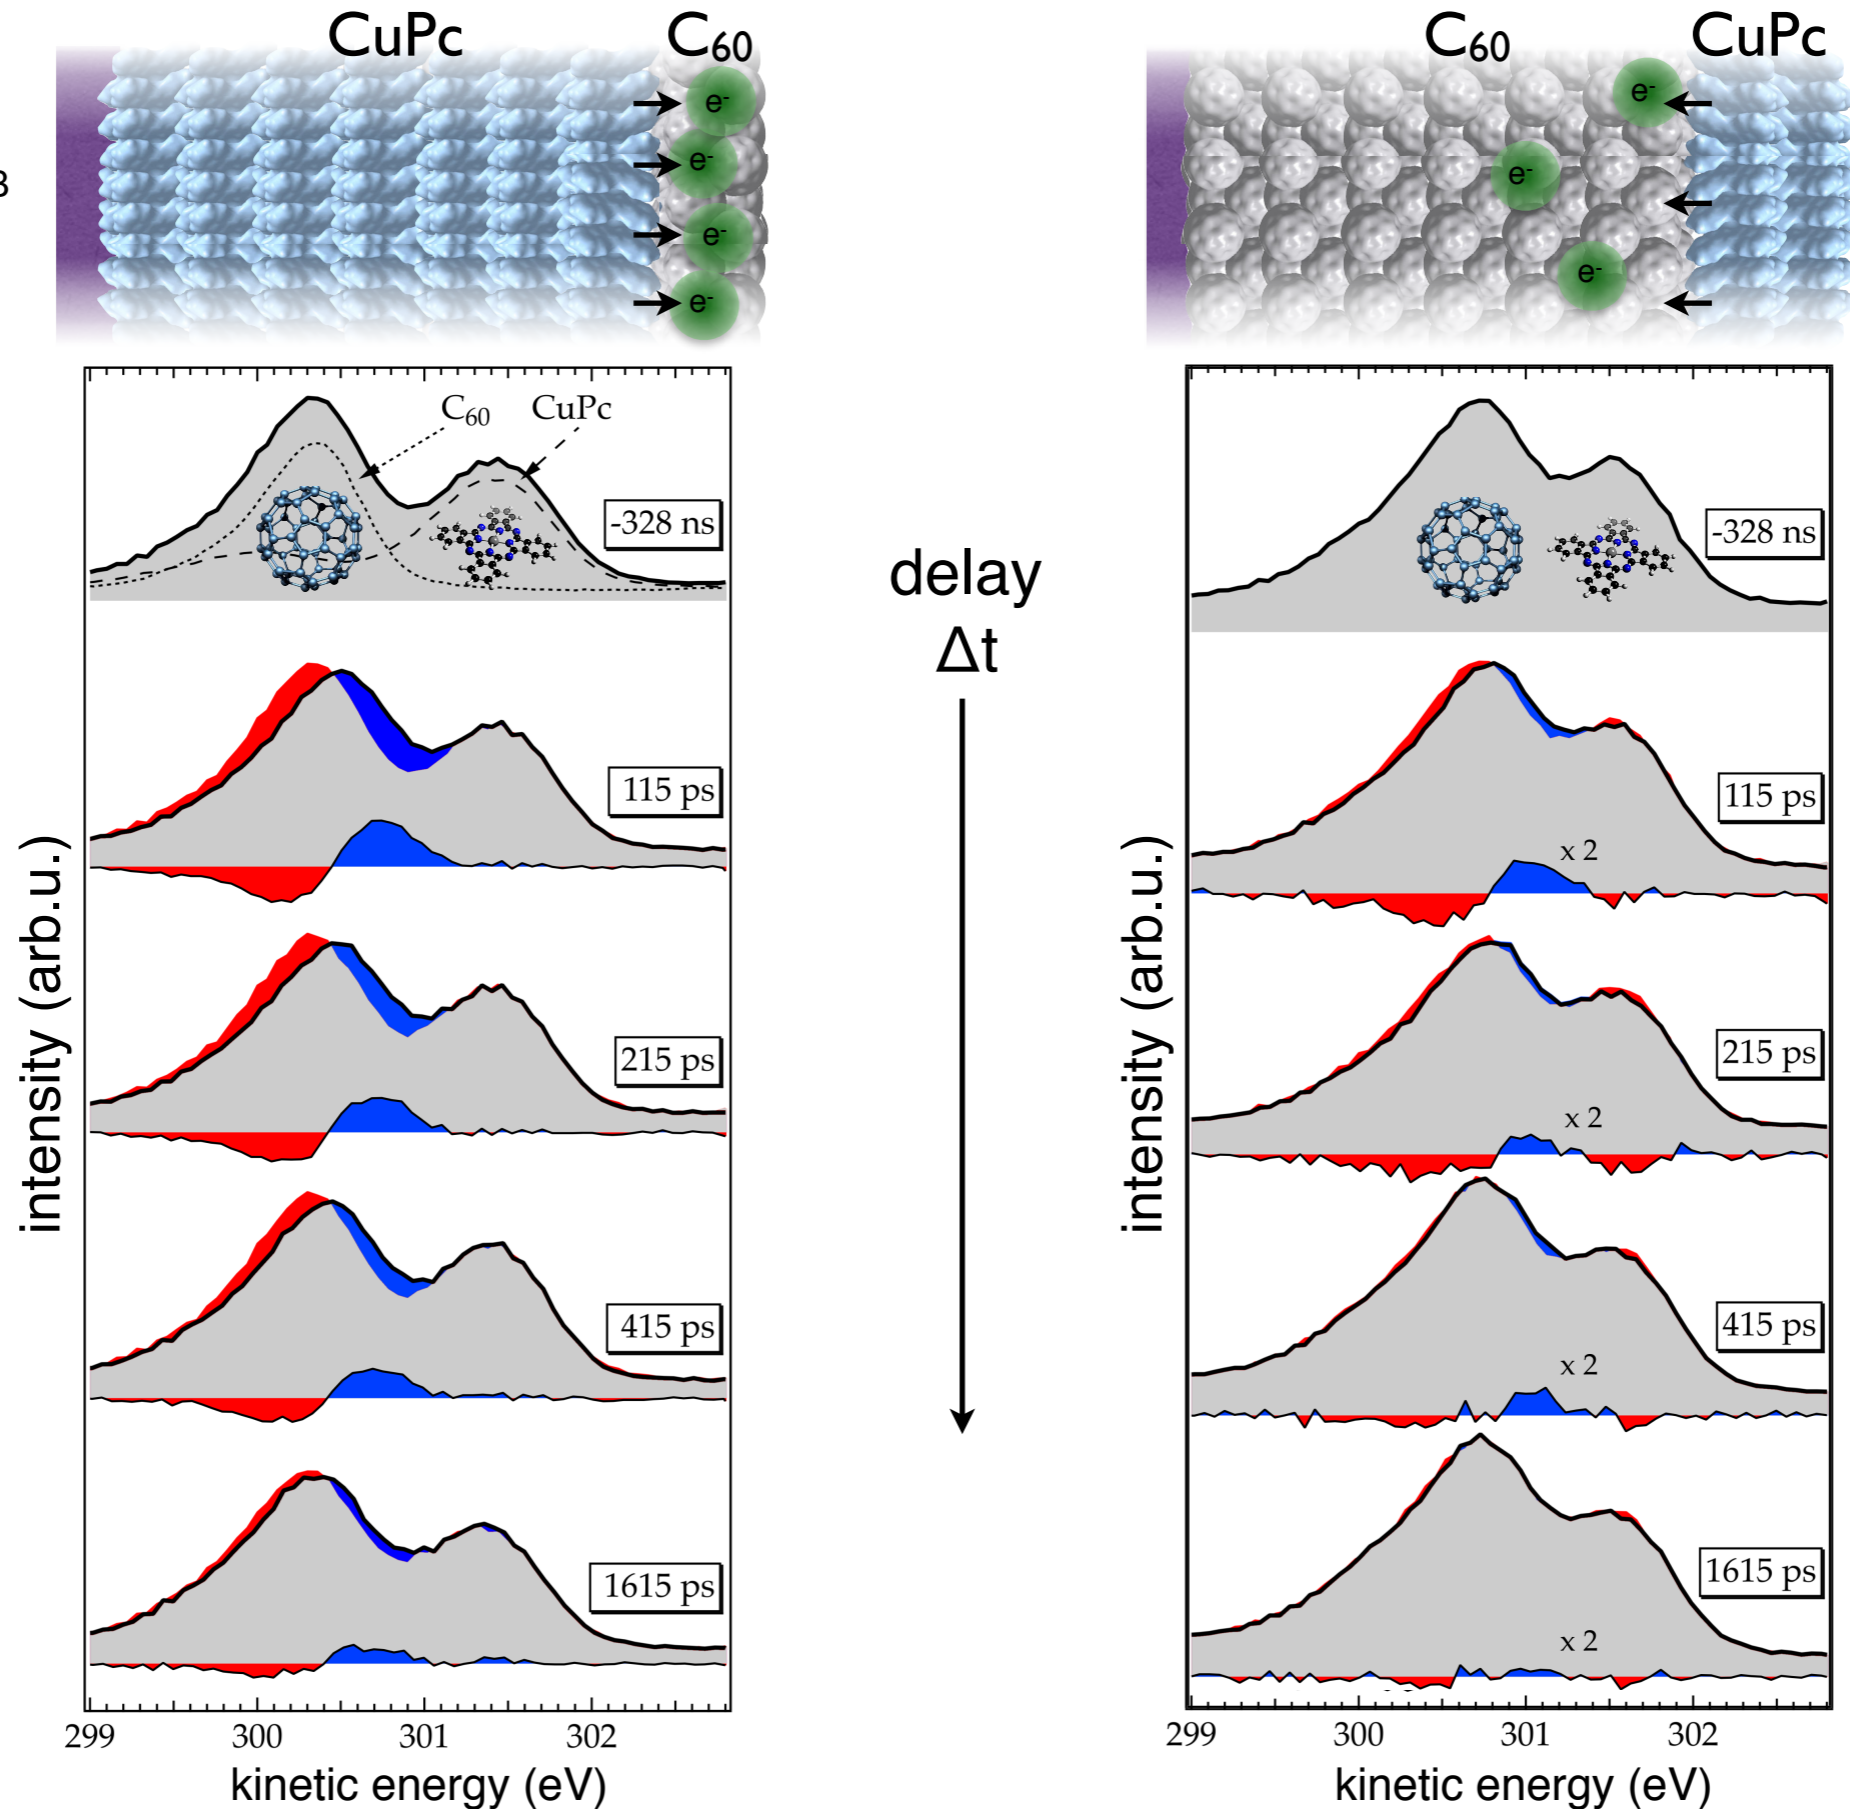 CuPc
C60
C60
CuPc
3
e-
e-
e-
e-
e-
e-
e-
C60
CuPc
-328 ns
115 ps
215 ps
415 ps
1615 ps
intensity (arb.u.)
299
300
301
302
kinetic energy (eV)
delay
Δt
-328 ns
x 2
115 ps
x 2
215 ps
x 2
415 ps
x 2
1615 ps
intensity (arb.u.)
299
300
301
302
kinetic energy (eV)